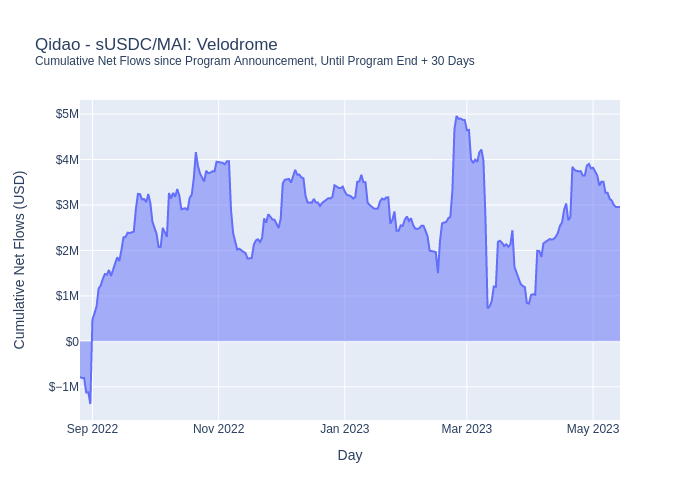 Qidao - sUSDC/MAI: Velodrome
Cumulative Net Flows since Program Announcement, Until Program End + 30 Days
Cumulative Net Flows (USD)
$5M
$4M
$3M
$2M
$1M
$0
$−1M
Sep 2022
Nov 2022
Jan 2023
Mar 2023
May 2023
Day